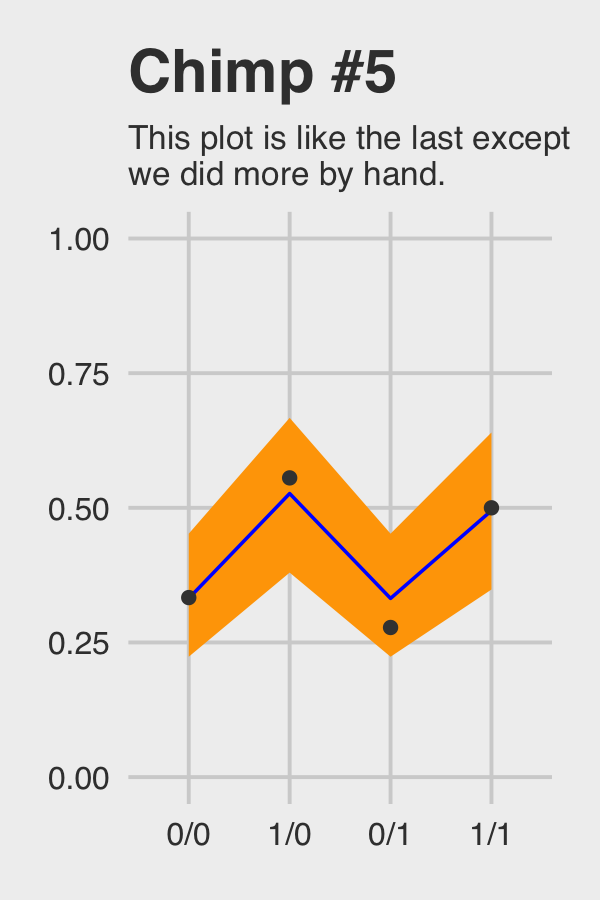 Chimp #5
This plot is like the last except
we did more by hand.
1.00
0.75
0.50
0.25
0.00
0/0 1/0 0/1 1/1